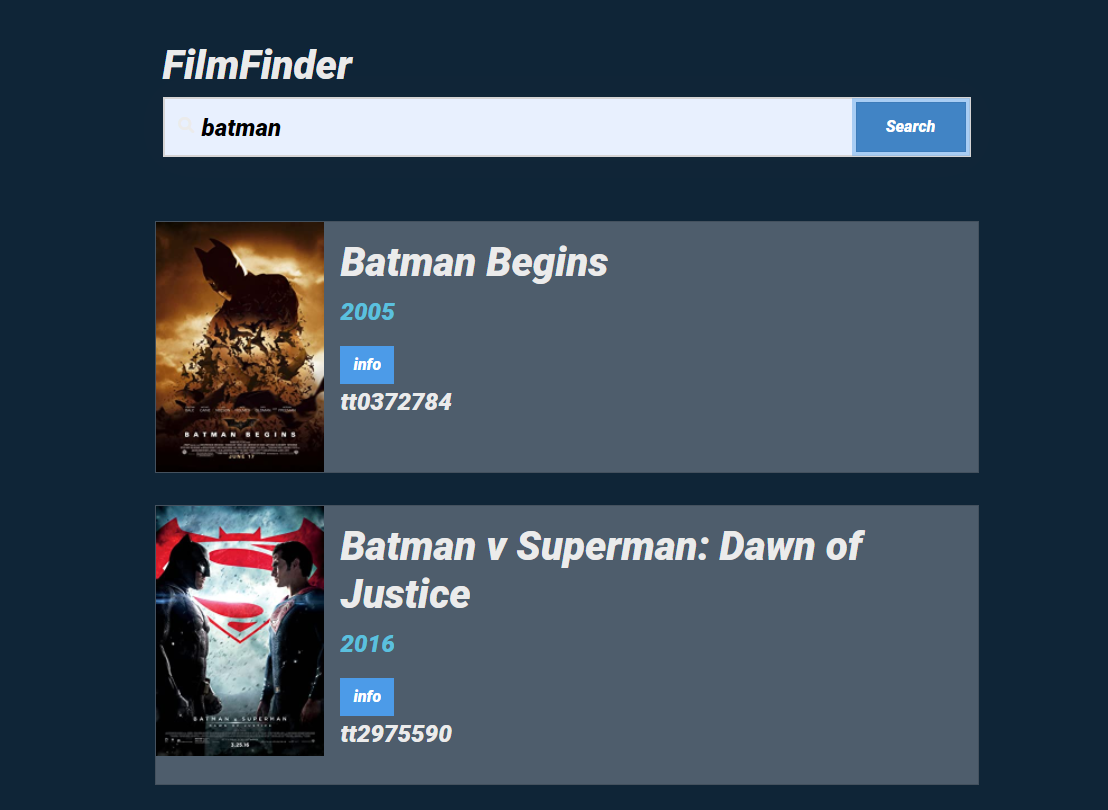 FilmFinder
batman
Search
Batman Begins
2005
info
tt0372784
BATMAN BEGINS
JUNE 17
Batman v Superman: Dawn of
Justice
2016
info
tt2975590
BATMAN v SUPERMAN
DAWN OF JUSTICE
3.25.16